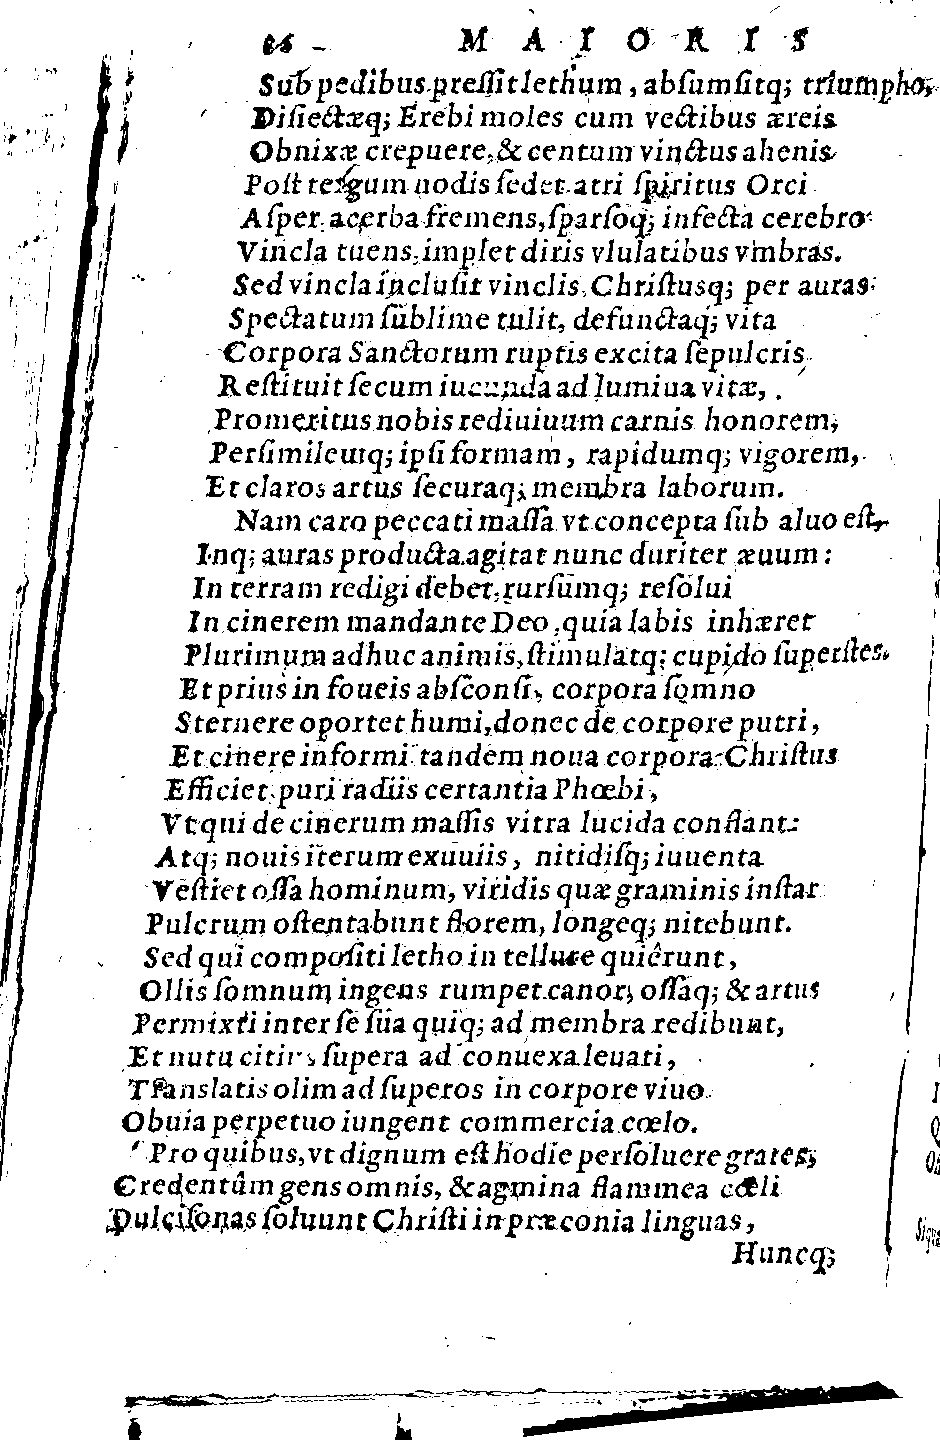 86 M A I O R I S
Sub pedibus preſſit lethum, abſumſitq; triumpho,
Diſiectæq; Erebi moles cum vectibus æreis
Obnixæ crepuere, & centum vinctus ahenis
Poſt tergum nodis ſedet atri ſpiritus Orci
Aſper acerba fremens, ſparſoq; infecta cerebro
Vincla tuens, implet diris vlulatibus vmbras.
Sed vincla incluſit vinclis, Chriſtusq; per auras
Spectatum ſublime tulit, defunctaq; vita
Corpora Sanctorum ruptis excita ſepulcris
Reſtituit ſecum iucunda ad lumiua vitæ,
Promeritus nobis rediuiuum carnis honorem,
Perſimilemq; ipſi formam, rapidumq; vigorem,
Et claros artus ſecuraq; membra laborum.
Nam caro peccati maſſa vt concepta ſub aluo eſt,
Inq; auras producta agitat nunc duriter æuum:
In terram redigi debet, rurſumq; reſolui
In cinerem mandante Deo, quia labis inhæret
Plurimum adhuc animis, ſtimulatq; cupido ſuperſtes.
Et prius in foueis abſconſi, corpora ſomno
Sternere oportet humi, donec de corpore putri,
Et cinere informi tandem noua corpora Chriſtus
Efficiet puri radiis certantia Phœbi,
Vt qui de cinerum maſſis vitra lucida conflant:
Atq; nouis iterum exuuiis, nitidiſq; iuuenta
Veſtiet oſſa hominum, viridis quæ graminis inſtar
Pulcrum oſtentabunt florem, longeq; nitebunt.
Sed qui compoſiti letho in tellure quiêrunt,
Ollis ſomnum ingens rumpet canor, oſſaq; & artus
Permixti inter ſe ſua quiq; ad membra redibunt,
Et nutu citius ſupera ad conuexa leuati,
Translatis olim ad ſuperos in corpore viuo
Obuia perpetuo iungent commercia cœlo.
Pro quibus, vt dignum eſt hodie perſoluere grates,
Credentûm gens omnis, & agmina flammea cœli
Dulciſonas ſoluunt Chriſti in præconia linguas,
Huncq;